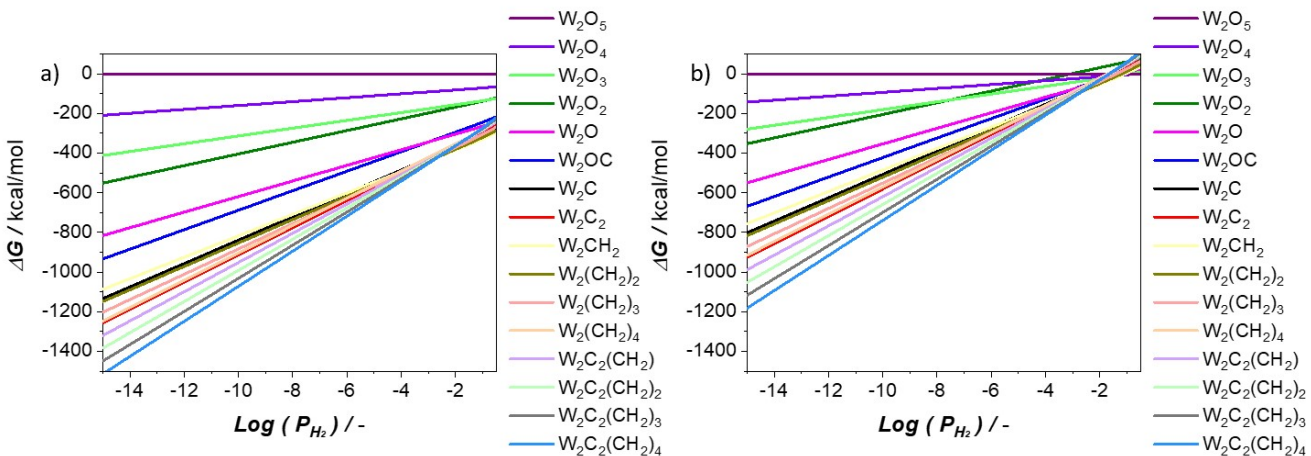 a)
0
-200
-400
-600
-800
-1000
-1200
-1400
ΔG / kcal/mol
-14 -12 -10 -8 -6 -4 -2
Log ( P_H₂ ) / -
W₂O₅
W₂O₄
W₂O₃
W₂O₂
W₂O
W₂OC
W₂C
W₂C₂
W₂CH₂
W₂(CH₂)₂
W₂(CH₂)₃
W₂(CH₂)₄
W₂C₂(CH₂)
W₂C₂(CH₂)₂
W₂C₂(CH₂)₃
W₂C₂(CH₂)₄
b)
0
-200
-400
-600
-800
-1000
-1200
-1400
ΔG / kcal/mol
-14 -12 -10 -8 -6 -4 -2
Log ( P_H₂ ) / -
W₂O₅
W₂O₄
W₂O₃
W₂O₂
W₂O
W₂OC
W₂C
W₂C₂
W₂CH₂
W₂(CH₂)₂
W₂(CH₂)₃
W₂(CH₂)₄
W₂C₂(CH₂)
W₂C₂(CH₂)₂
W₂C₂(CH₂)₃
W₂C₂(CH₂)₄